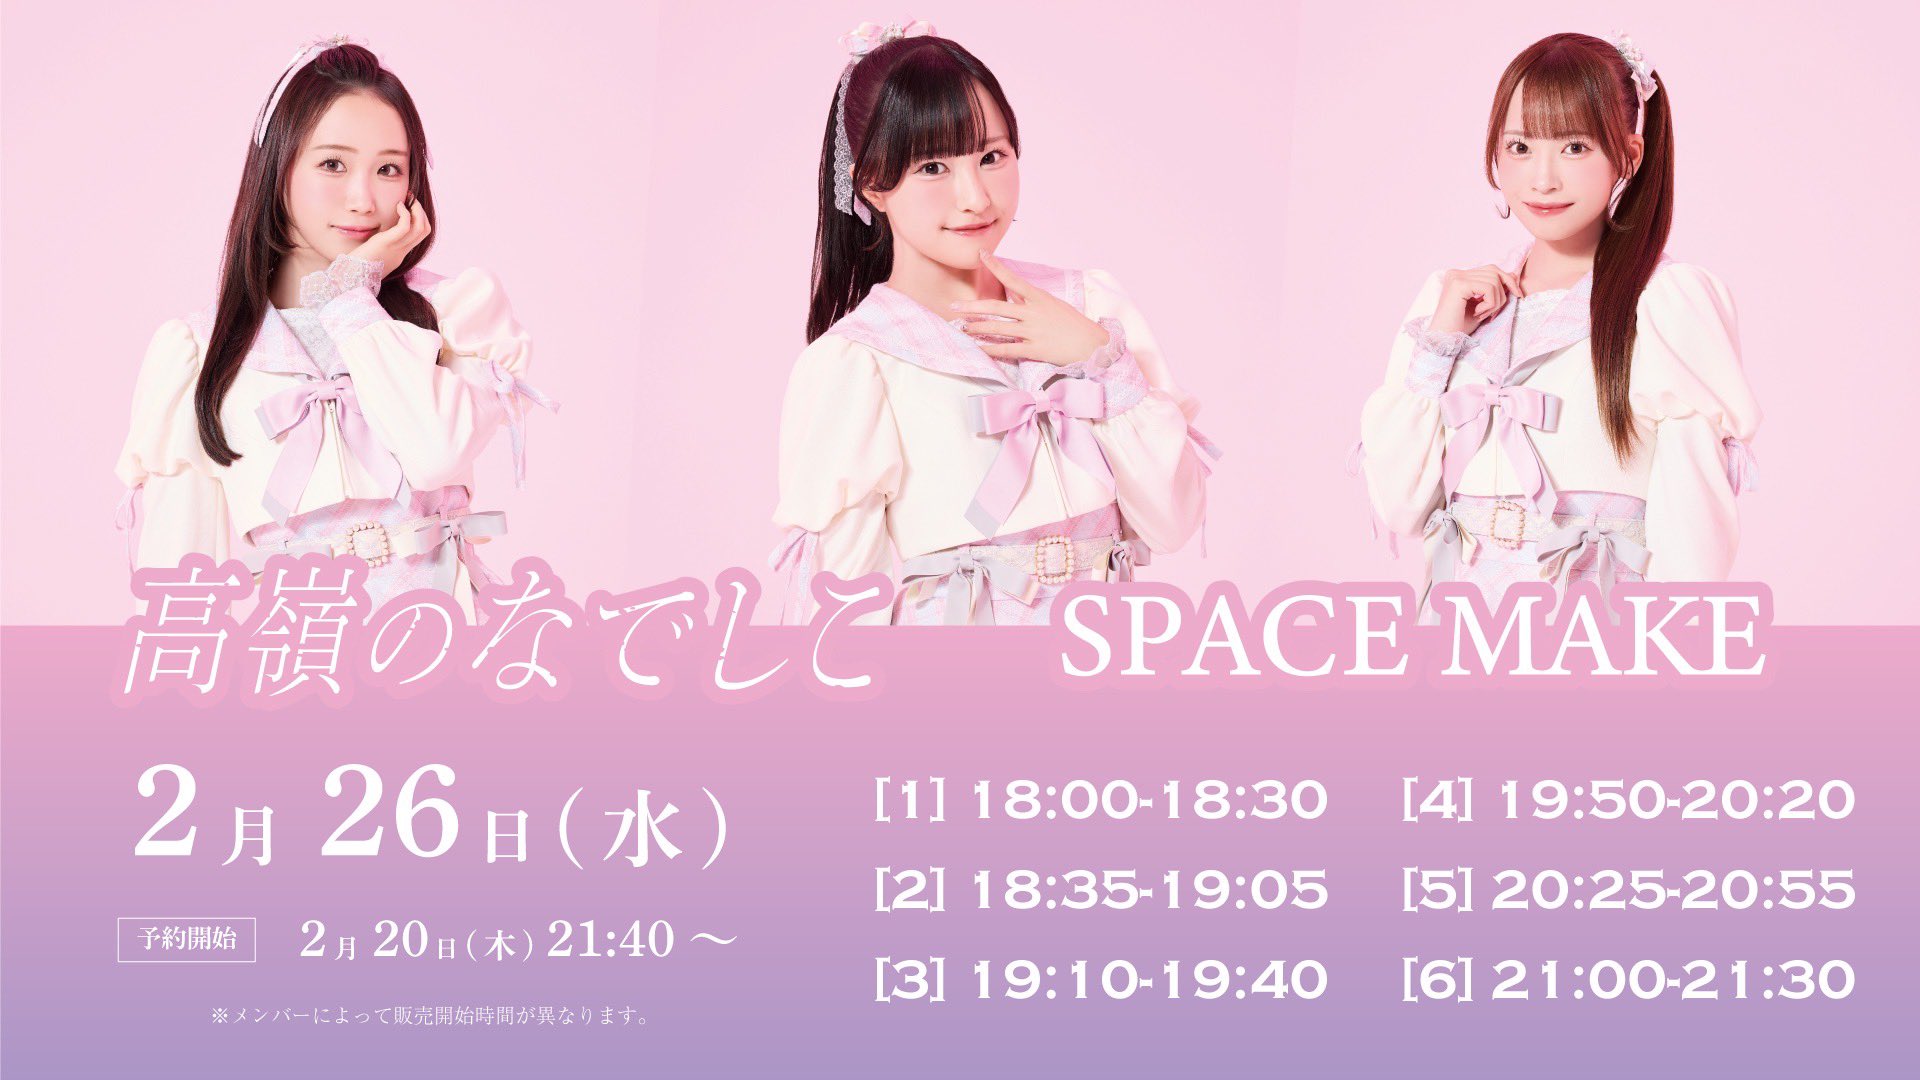 高嶺のなでしこ SPACE MAKE
2月26日(水)
予約開始 2月20日(木)21:40～
※メンバーによって販売開始時間が異なります。
[1] 18:00-18:30
[2] 18:35-19:05
[3] 19:10-19:40
[4] 19:50-20:20
[5] 20:25-20:55
[6] 21:00-21:30